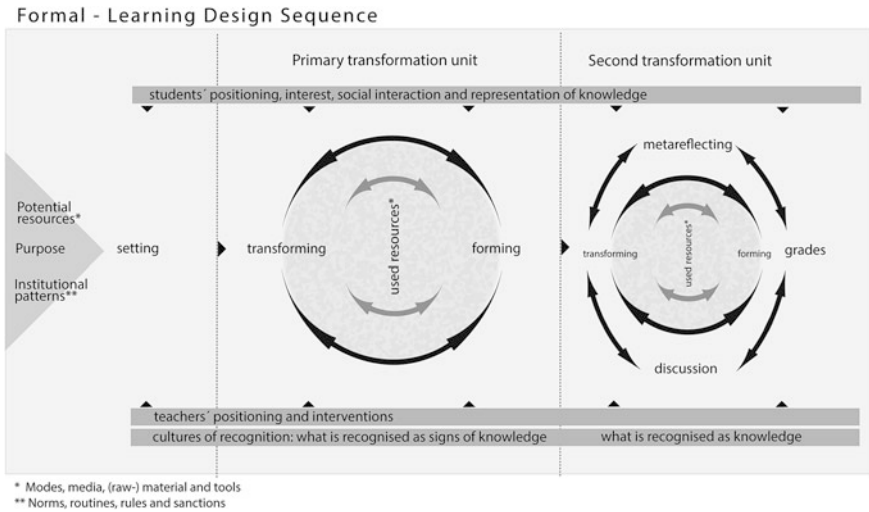 Formal - Learning Design Sequence
Primary transformation unit
Second transformation unit
students´ positioning, interest, social interaction and representation of knowledge
Potential
resources*
Purpose
Institutional
patterns**
setting
transforming
used resources*
forming
metareflecting
transforming
used resources*
forming
grades
discussion
teachers´ positioning and interventions
cultures of recognition: what is recognised as signs of knowledge
what is recognised as knowledge
* Modes, media, (raw-) material and tools
** Norms, routines, rules and sanctions